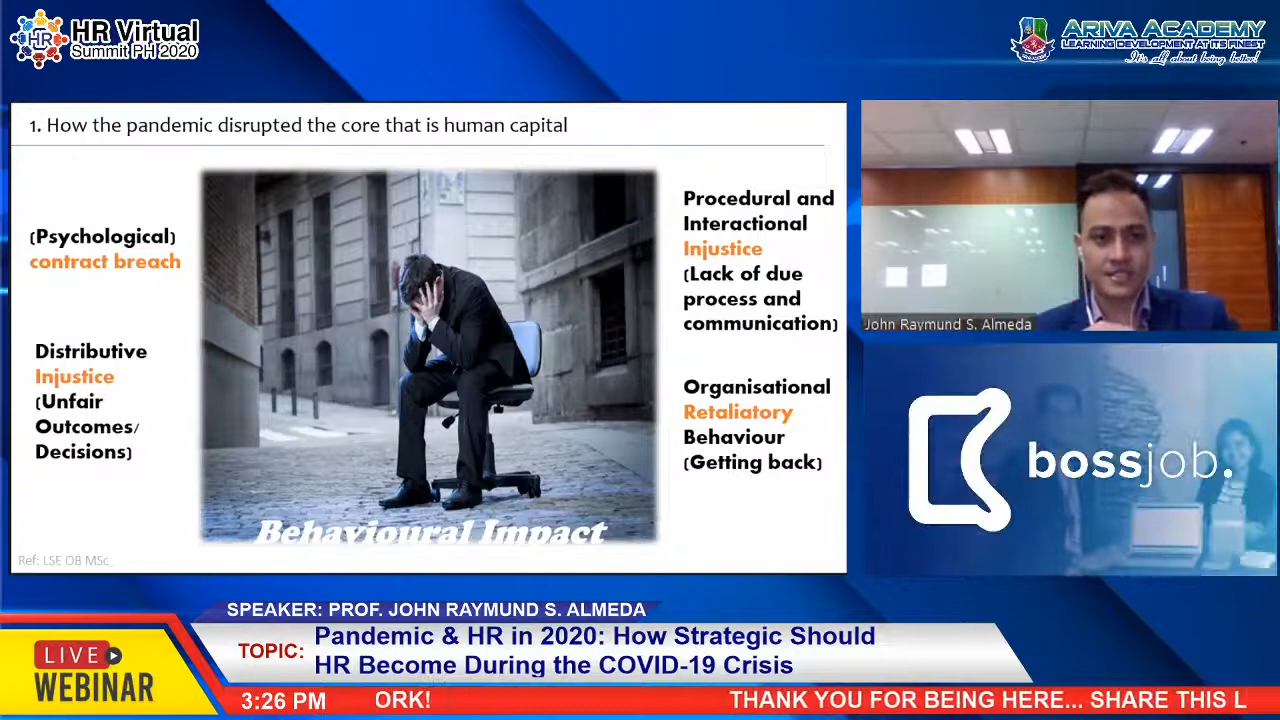 HR
HR Virtual
Summit PH 2020
ARIVA ACADEMY
LEARNING DEVELOPMENT AT ITS FINEST
It's all about being better!
1. How the pandemic disrupted the core that is human capital
(Psychological)
contract breach
Distributive
Injustice
(Unfair
Outcomes/
Decisions)
Behavioural Impact
Procedural and
Interactional
Injustice
(Lack of due
process and
communication)
Organisational
Retaliatory
Behaviour
(Getting back)
Ref: LSE OB MSc_
John Raymund S. Almeda
bossjob.
SPEAKER: PROF. JOHN RAYMUND S. ALMEDA
TOPIC: Pandemic & HR in 2020: How Strategic Should
HR Become During the COVID-19 Crisis
LIVE
WEBINAR
3:26 PM ORK! THANK YOU FOR BEING HERE... SHARE THIS L